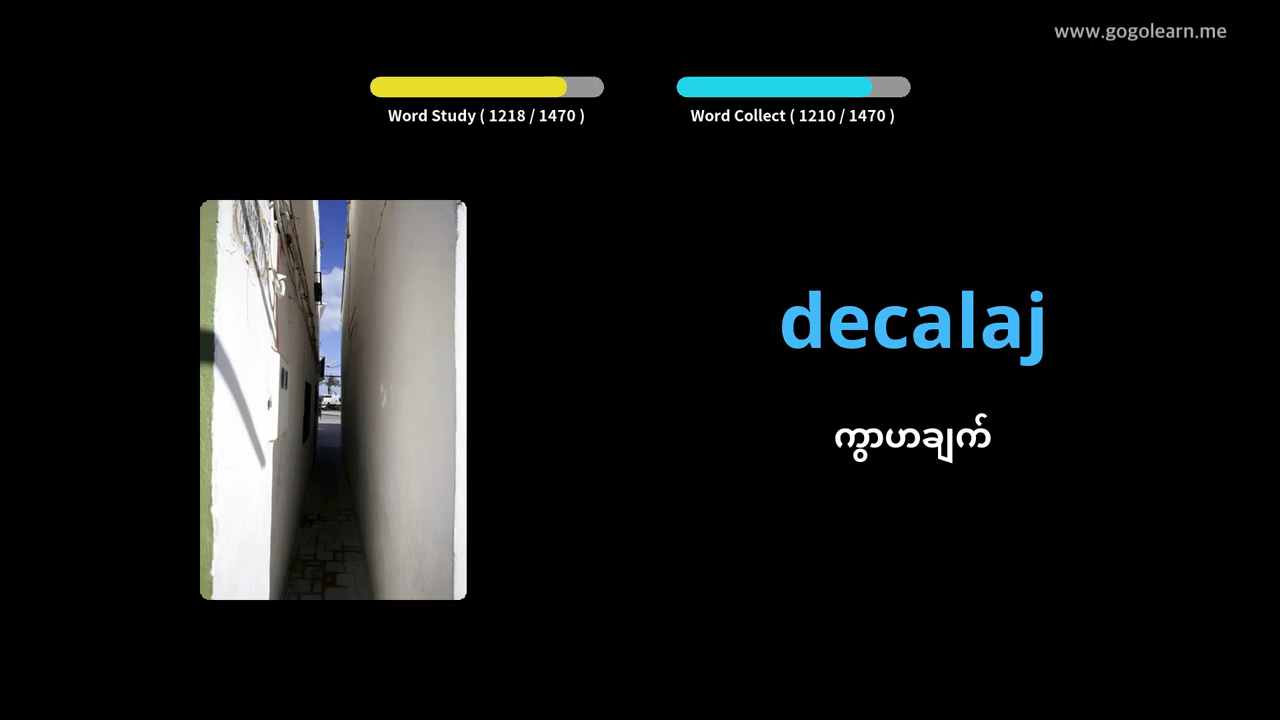 www.gogolearn.me
Word Study ( 1218 / 1470 )
Word Collect ( 1210 / 1470 )
decalaj
ကွာဟချက်